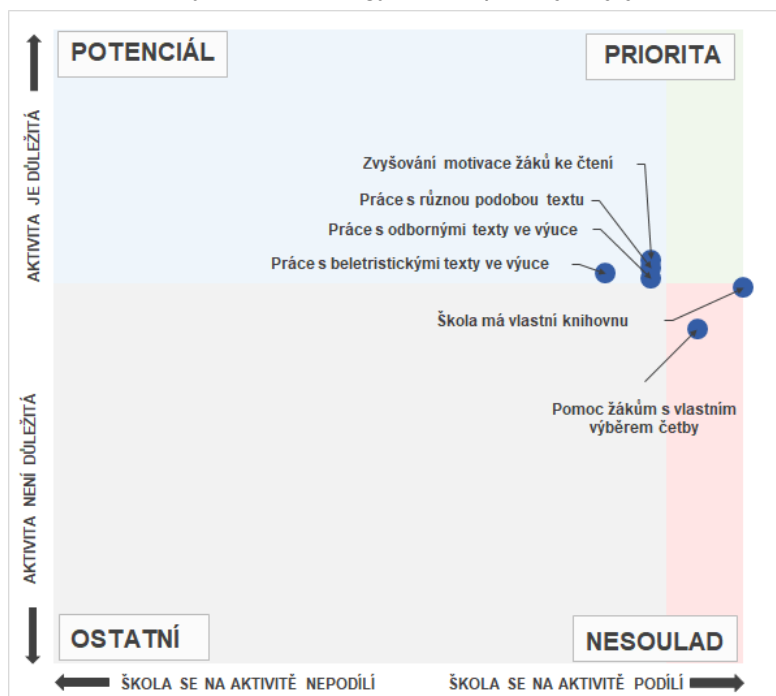 POTENCIÁL
PRIORITA
AKTIVITA JE DŮLEŽITÁ
Zvyšování motivace žáků ke čtení
Práce s různou podobou textu
Práce s odbornými texty ve výuce
Práce s beletristickými texty ve výuce
Škola má vlastní knihovnu
Pomoc žákům s vlastním
výběrem četby
AKTIVITA NENÍ DŮLEŽITÁ
OSTATNÍ
NESOULAD
ŠKOLA SE NA AKTIVITĚ NEPODÍLÍ
ŠKOLA SE NA AKTIVITĚ PODÍLÍ